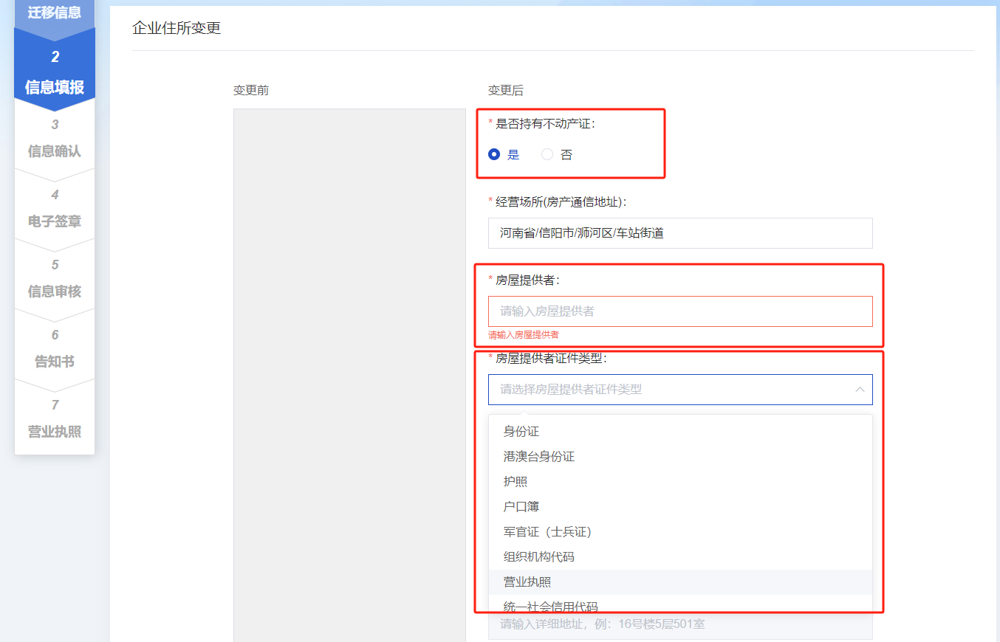 迁移信息
2
信息填报
3
信息确认
4
电子签章
5
信息审核
6
告知书
7
营业执照
企业住所变更
变更前
变更后
* 是否持有不动产证:
是 否
* 经营场所(房产通信地址):
河南省/信阳市/浉河区/车站街道
* 房屋提供者:
请输入房屋提供者
请输入房屋提供者
* 房屋提供者证件类型:
请选择房屋提供者证件类型
身份证
港澳台身份证
护照
户口簿
军官证（士兵证）
组织机构代码
营业执照
统一社会信用代码
请输入详细地址，例：16号楼5层501室